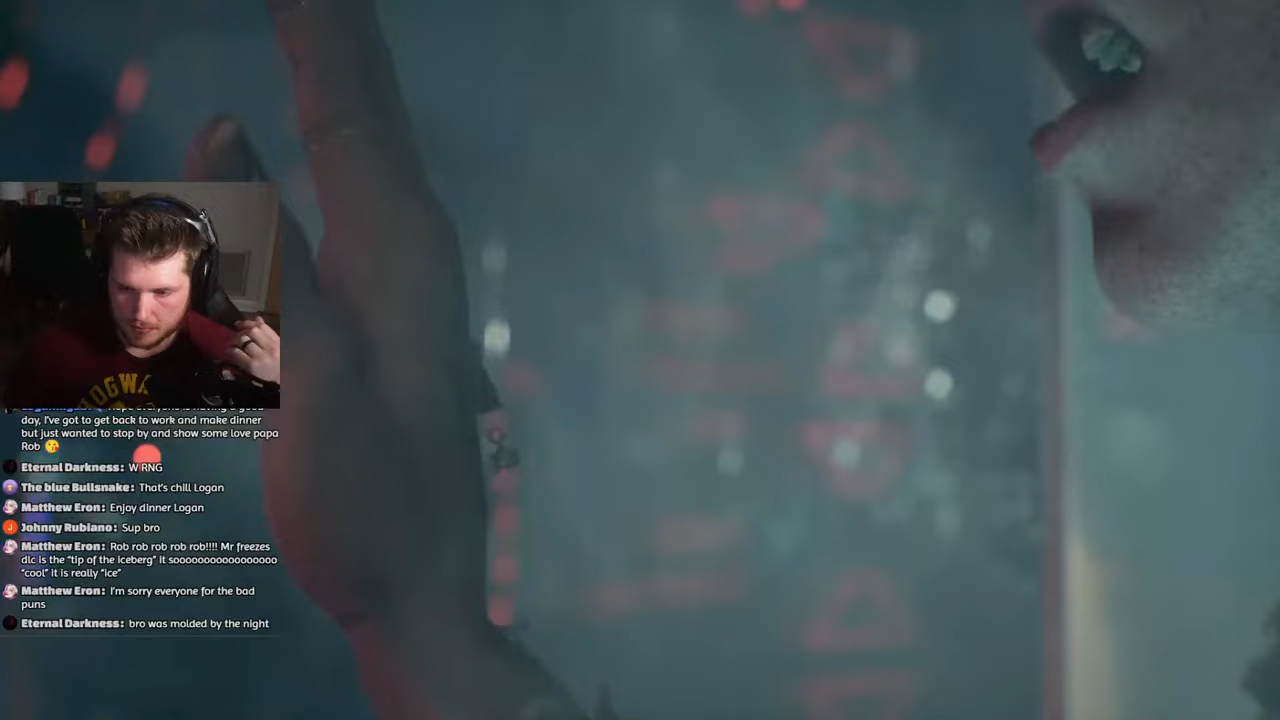 HOGWA
day, I've got to get back to work and make dinner
but just wanted to stop by and show some love papa
Rob 😘
Eternal Darkness: W RNG
The blue Bullsnake: That's chill Logan
Matthew Eron: Enjoy dinner Logan
J Johnny Rubiano: Sup bro
Matthew Eron: Rob rob rob rob rob!!!! Mr freezes
dlc is the "tip of the iceberg" it sooooooooooooooooo
"cool" it is really "ice"
Matthew Eron: I'm sorry everyone for the bad
puns
Eternal Darkness: bro was molded by the night